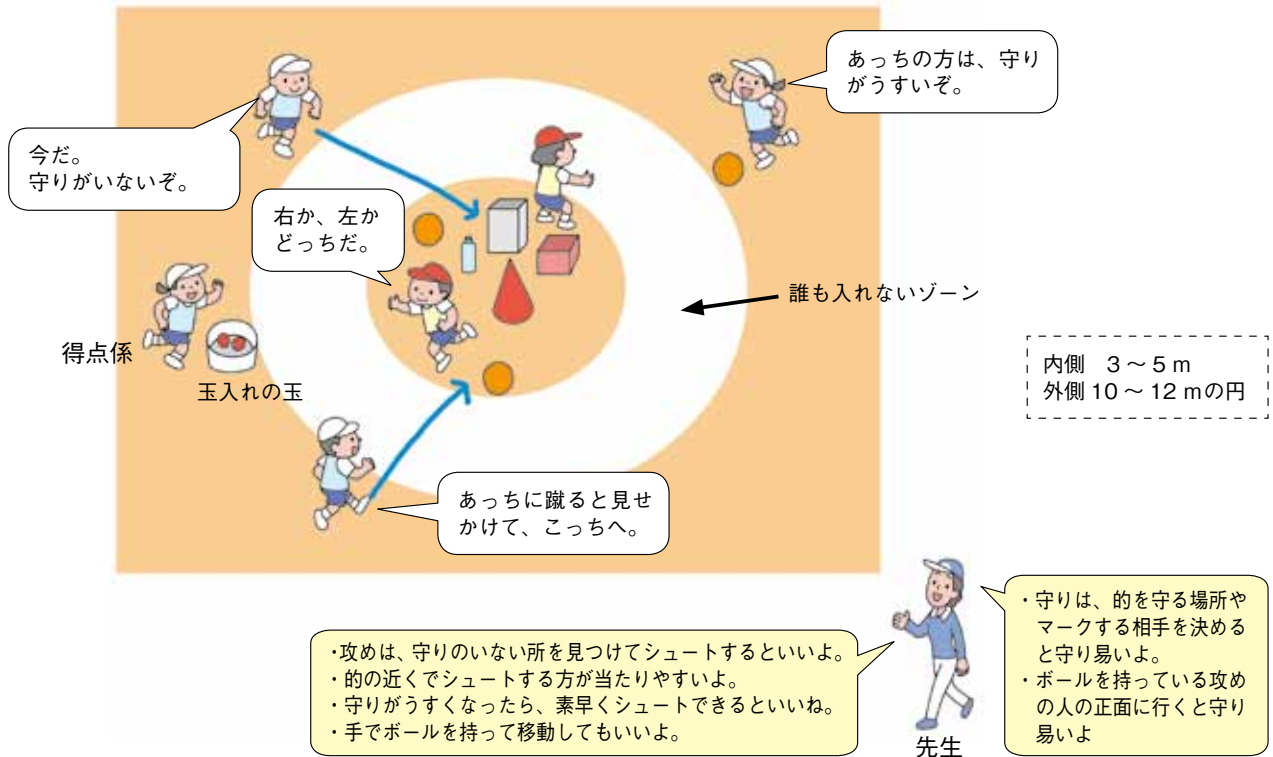 あっちの方は、守り
がうすいぞ。
今だ。
守りがいないぞ。
右か、左か
どっちだ。
誰も入れないゾーン
得点係
玉入れの玉
内側　3～5ｍ
外側 10～12ｍの円
あっちに蹴ると見せ
かけて、こっちへ。
・攻めは、守りのいない所を見つけてシュートするといいよ。
・的の近くでシュートする方が当たりやすいよ。
・守りがうすくなったら、素早くシュートできるといいね。
・手でボールを持って移動してもいいよ。
・守りは、的を守る場所や
マークする相手を決める
と守り易いよ。
・ボールを持っている攻め
の人の正面に行くと守り
易いよ
先生